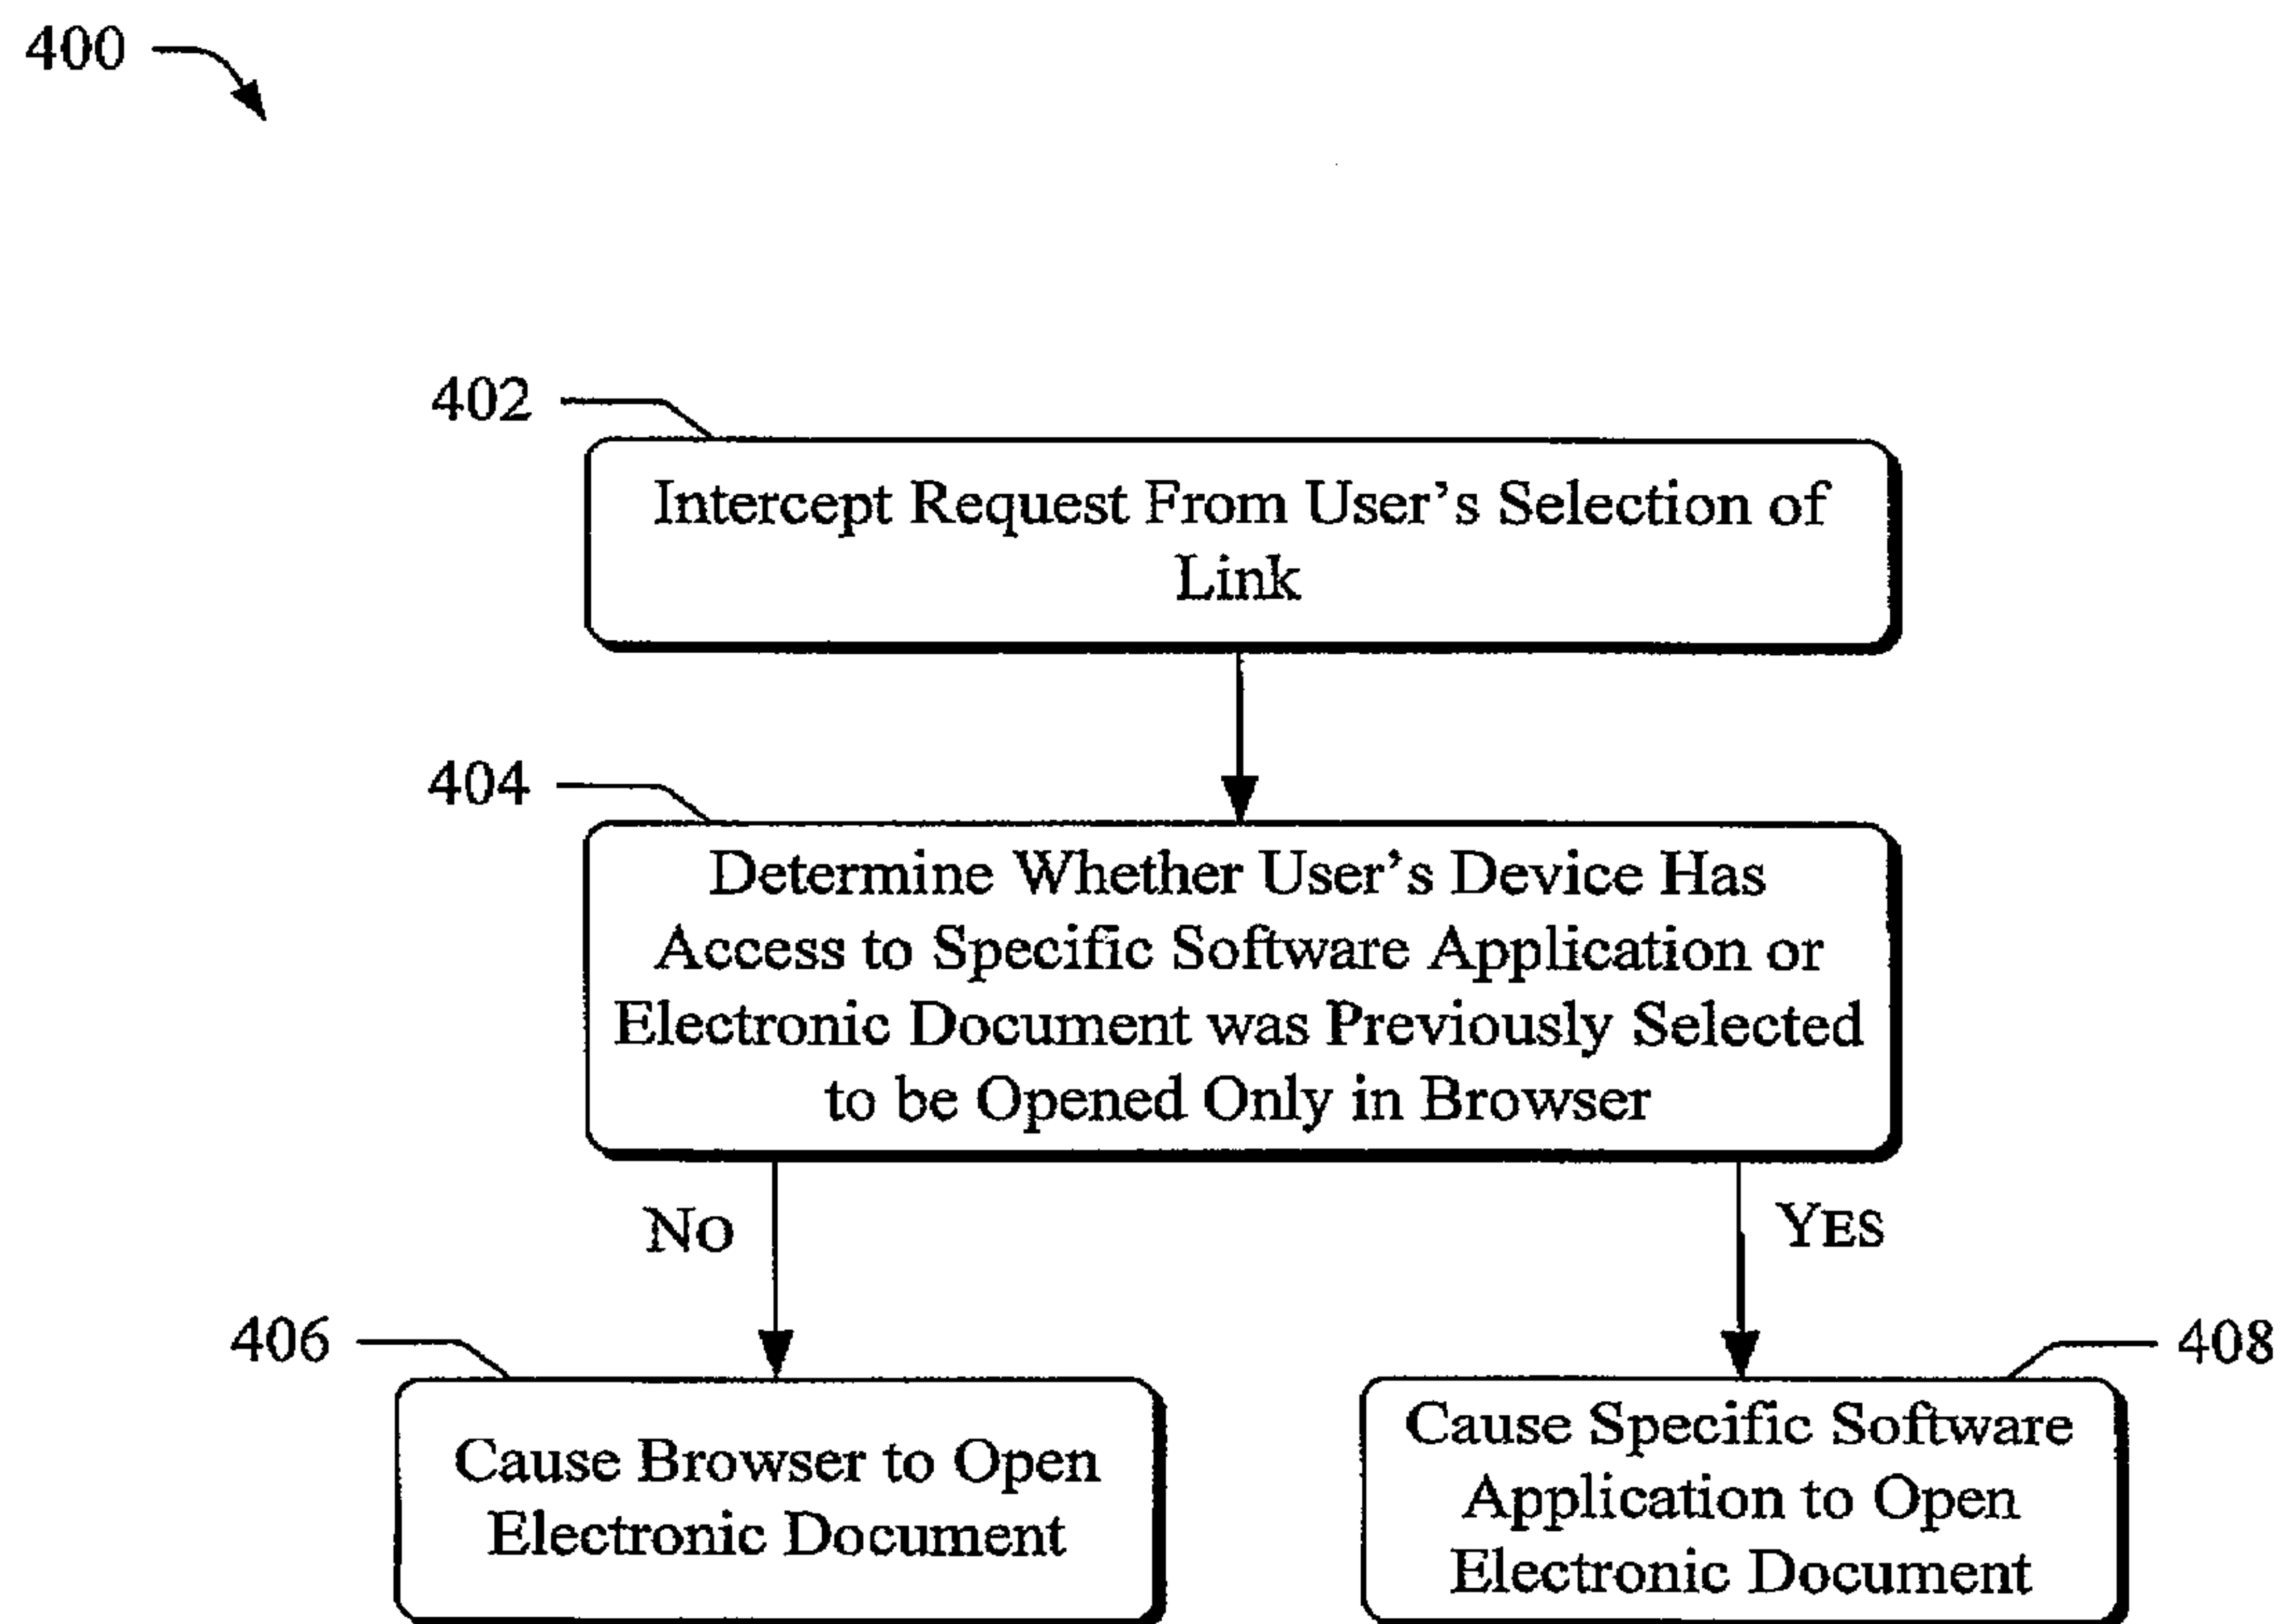 400
402
Intercept Request From User's Selection of
Link
404
Determine Whether User's Device Has
Access to Specific Software Application or
Electronic Document was Previously Selected
to be Opened Only in Browser
NO
YES
406
408
Cause Browser to Open
Electronic Document
Cause Specific Software
Application to Open
Electronic Document